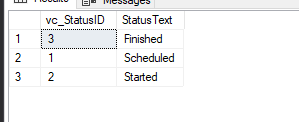 Results Messages
vc_StatusID StatusText
1 3 Finished
2 1 Scheduled
3 2 Started